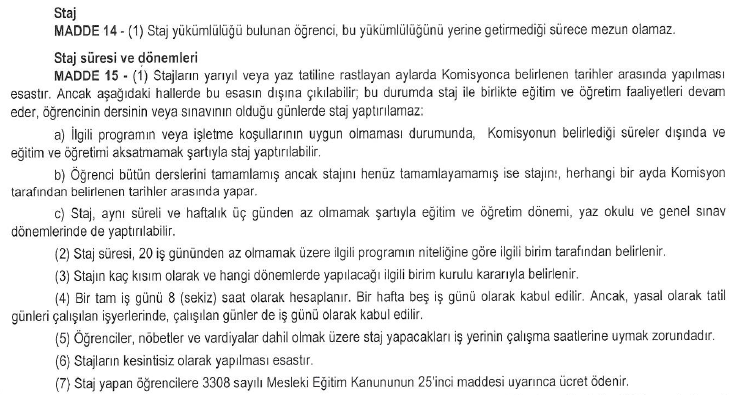 Staj
MADDE 14 - (1) Staj yükümlülüğü bulunan öğrenci, bu yükümlülüğünü yerine getirmediği sürece mezun olamaz.
Staj süresi ve dönemleri
MADDE 15 - (1) Stajların yarıyıl veya yaz tatiline rastlayan aylarda Komisyonca belirlenen tarihler arasında yapılması
esastır. Ancak aşağıdaki hallerde bu esasın dışına çıkılabilir; bu durumda staj ile birlikte eğitim ve öğretim faaliyetleri devam
eder, öğrencinin dersinin veya sınavının olduğu günlerde staj yaptırılamaz:
a) İlgili programın veya işletme koşullarının uygun olmaması durumunda, Komisyonun belirlediği süreler dışında ve
eğitim ve öğretimi aksatmamak şartıyla staj yaptırılabilir.
b) Öğrenci bütün derslerini tamamlamış ancak stajını henüz tamamlayamamış ise stajını, herhangi bir ayda Komisyon
tarafından belirlenen tarihler arasında yapar.
c) Staj, aynı süreli ve haftalık üç günden az olmamak şartıyla eğitim ve öğretim dönemi, yaz okulu ve genel sınav
dönemlerinde de yaptırılabilir.
(2) Staj süresi, 20 iş gününden az olmamak üzere ilgili programın niteliğine göre ilgili birim tarafından belirlenir.
(3) Stajın kaç kısım olarak ve hangi dönemlerde yapılacağı ilgili birim kurulu kararıyla belirlenir.
(4) Bir tam iş günü 8 (sekiz) saat olarak hesaplanır. Bir hafta beş iş günü olarak kabul edilir. Ancak, yasal olarak tatil
günleri çalışılan işyerlerinde, çalışılan günler de iş günü olarak kabul edilir.
(5) Öğrenciler, nöbetler ve vardiyalar dahil olmak üzere staj yapacakları iş yerinin çalışma saatlerine uymak zorundadır.
(6) Stajların kesintisiz olarak yapılması esastır.
(7) Staj yapan öğrencilere 3308 sayılı Mesleki Eğitim Kanununun 25'inci maddesi uyarınca ücret ödenir.